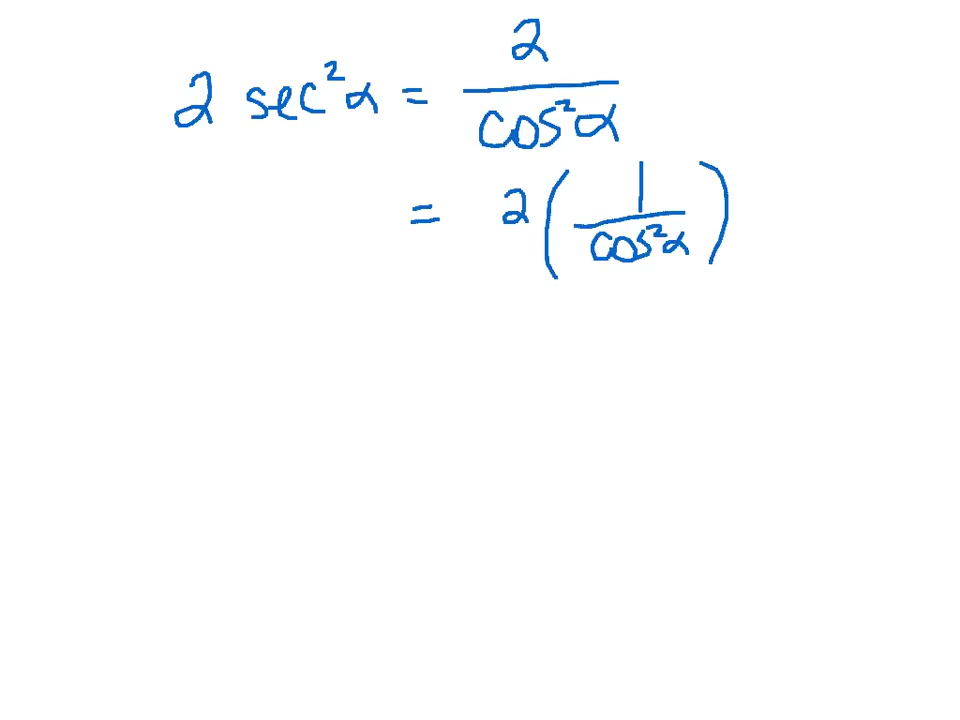 2 sec²α = 2/cos²α
= 2(1/cos²α)